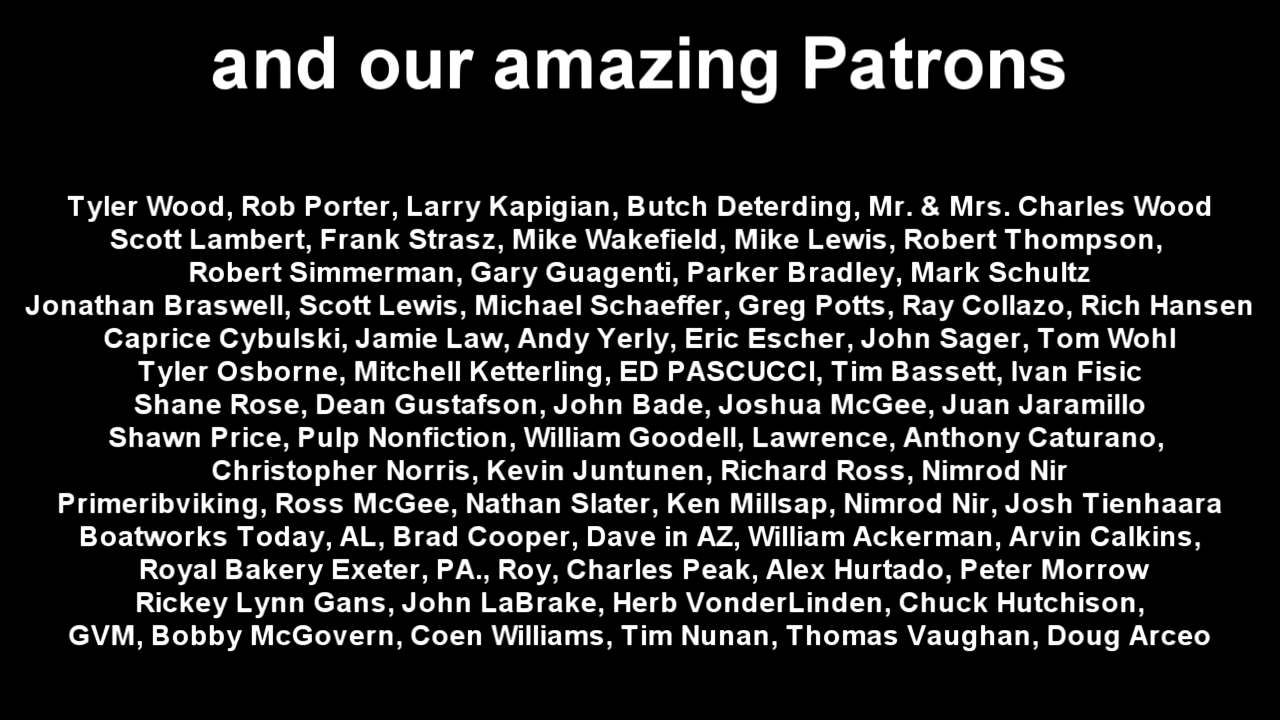 and our amazing Patrons
Tyler Wood, Rob Porter, Larry Kapigian, Butch Deterding, Mr. & Mrs. Charles Wood
Scott Lambert, Frank Strasz, Mike Wakefield, Mike Lewis, Robert Thompson,
Robert Simmerman, Gary Guagenti, Parker Bradley, Mark Schultz
Jonathan Braswell, Scott Lewis, Michael Schaeffer, Greg Potts, Ray Collazo, Rich Hansen
Caprice Cybulski, Jamie Law, Andy Yerly, Eric Escher, John Sager, Tom Wohl
Tyler Osborne, Mitchell Ketterling, ED PASCUCCI, Tim Bassett, Ivan Fisic
Shane Rose, Dean Gustafson, John Bade, Joshua McGee, Juan Jaramillo
Shawn Price, Pulp Nonfiction, William Goodell, Lawrence, Anthony Caturano,
Christopher Norris, Kevin Juntunen, Richard Ross, Nimrod Nir
Primeribviking, Ross McGee, Nathan Slater, Ken Millsap, Nimrod Nir, Josh Tienhaara
Boatworks Today, AL, Brad Cooper, Dave in AZ, William Ackerman, Arvin Calkins,
Royal Bakery Exeter, PA., Roy, Charles Peak, Alex Hurtado, Peter Morrow
Rickey Lynn Gans, John LaBrake, Herb VonderLinden, Chuck Hutchison,
GVM, Bobby McGovern, Coen Williams, Tim Nunan, Thomas Vaughan, Doug Arceo